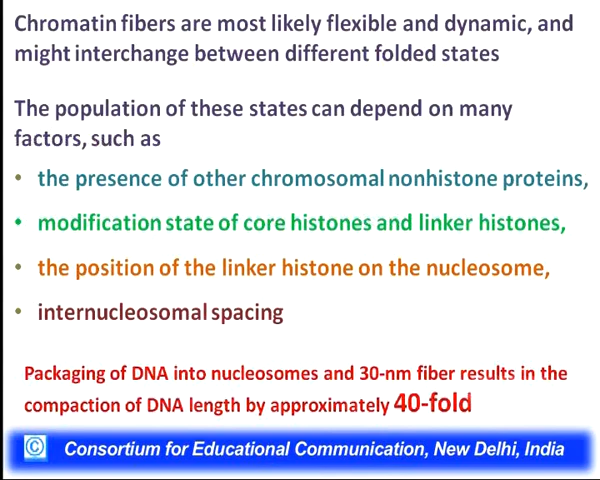 Chromatin fibers are most likely flexible and dynamic, and
might interchange between different folded states
The population of these states can depend on many
factors, such as
• the presence of other chromosomal nonhistone proteins,
• modification state of core histones and linker histones,
• the position of the linker histone on the nucleosome,
• internucleosomal spacing
Packaging of DNA into nucleosomes and 30-nm fiber results in the
compaction of DNA length by approximately 40-fold
© Consortium for Educational Communication, New Delhi, India